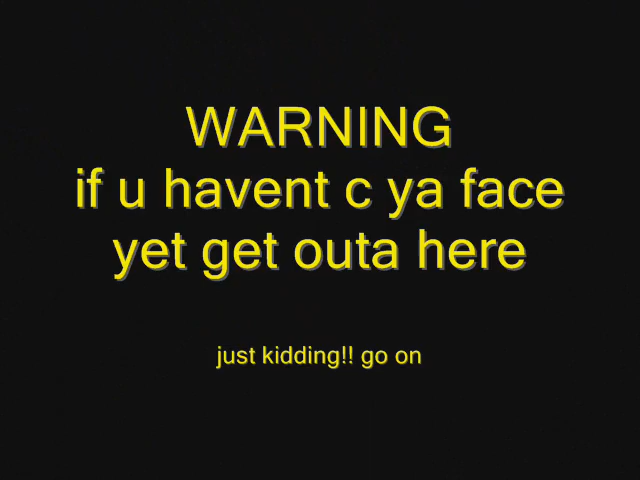 WARNING
if u havent c ya face
yet get outa here
just kidding!! go on